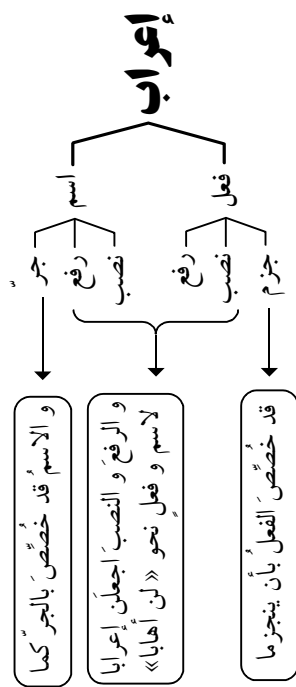 إعراب
فعل
اسم
جزم
نصب
رفع
نصب
رفع
جرّ
قد خُصِّصَ الفعلُ بأن ينجزما
و الرفعَ و النصبَ اجعلَن إعرابا
لاسمٍ و فعل نحو «لن أهابا»
و الاسمُ قد خُصِّصَ بالجرّ كَما